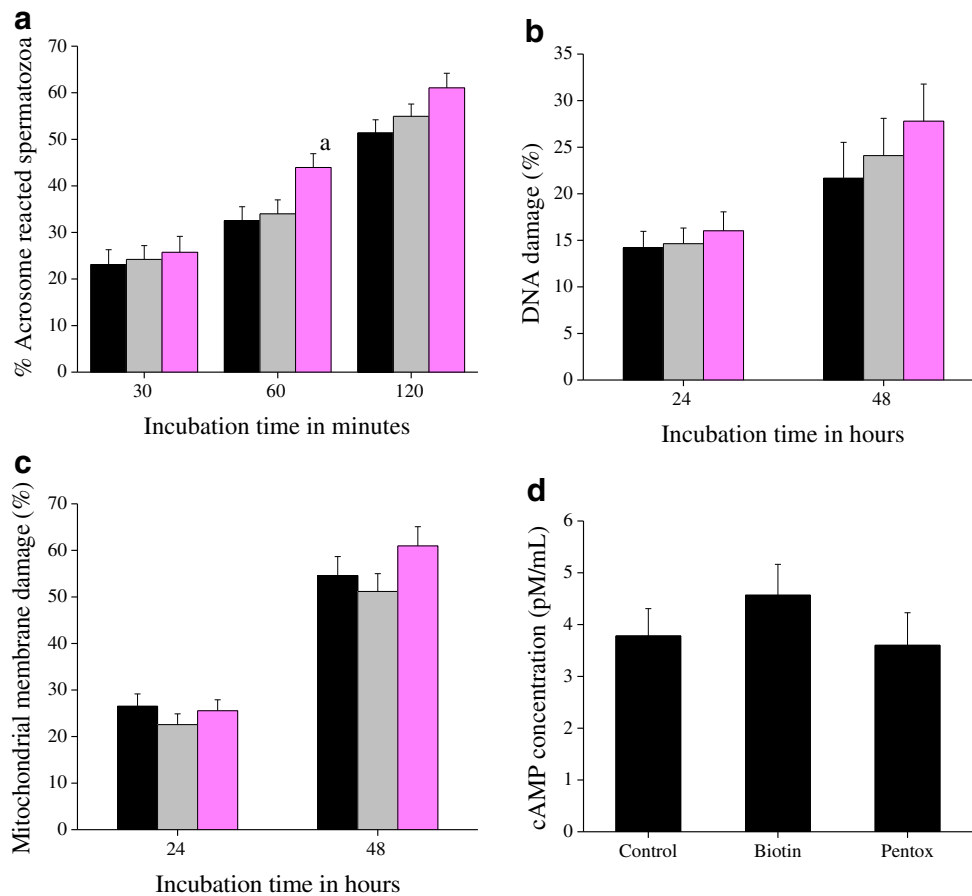 a
% Acrosome reacted spermatozoa
70
60
50
40
30
20
10
0
a
30 60 120
Incubation time in minutes
b
DNA damage (%)
35
30
25
20
15
10
5
0
24 48
Incubation time in hours
c
Mitochondrial membrane damage (%)
70
60
50
40
30
20
10
0
24 48
Incubation time in hours
d
cAMP concentration (pM/mL)
6
5
4
3
2
1
0
Control Biotin Pentox